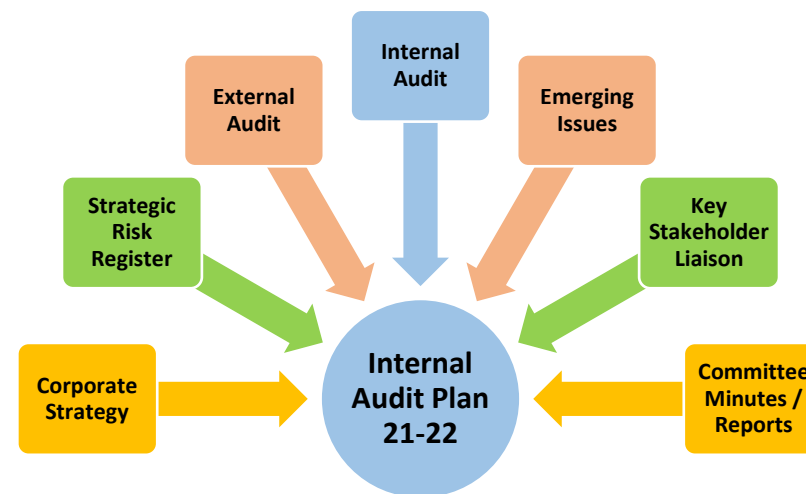 Internal
Audit
External
Audit
Emerging
Issues
Strategic
Risk
Register
Key
Stakeholder
Liaison
Corporate
Strategy
Internal
Audit Plan
21-22
Committee
Minutes /
Reports